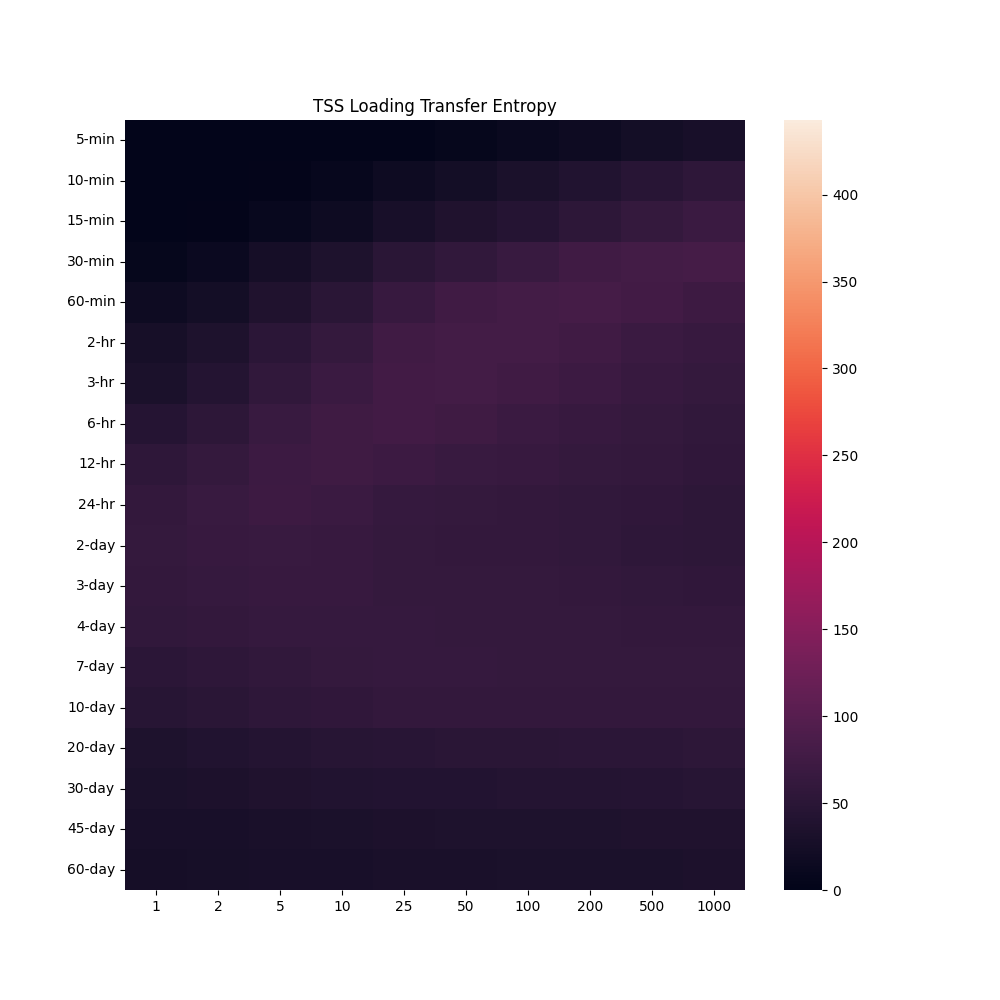 TSS Loading Transfer Entropy
5-min
10-min
15-min
30-min
60-min
2-hr
3-hr
6-hr
12-hr
24-hr
2-day
3-day
4-day
7-day
10-day
20-day
30-day
45-day
60-day
1 2 5 10 25 50 100 200 500 1000
400
350
300
250
200
150
100
50
0